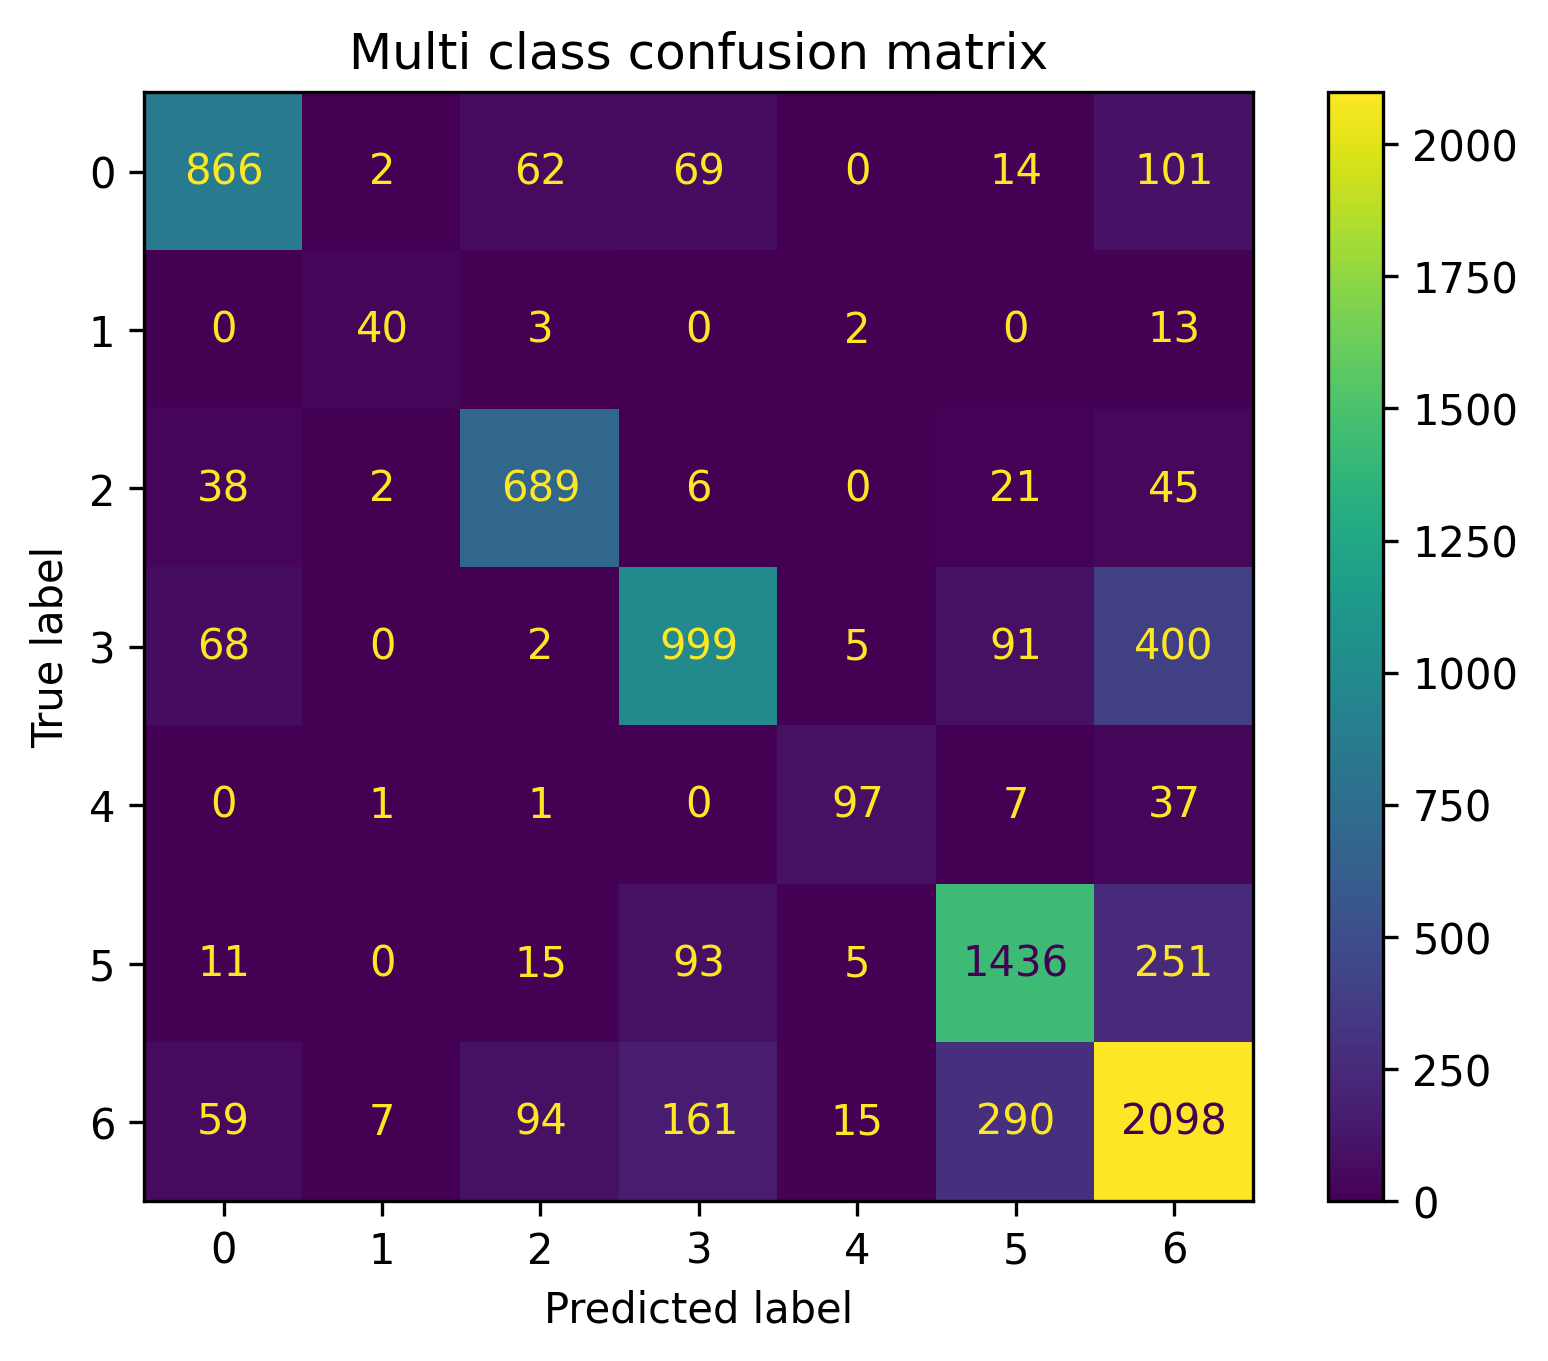 Multi class confusion matrix
0 866 2 62 69 0 14 101
1 0 40 3 0 2 0 13
2 38 2 689 6 0 21 45
3 68 0 2 999 5 91 400
4 0 1 1 0 97 7 37
5 11 0 15 93 5 1436 251
6 59 7 94 161 15 290 2098
0 1 2 3 4 5 6
Predicted label
True label
2000
1750
1500
1250
1000
750
500
250
0